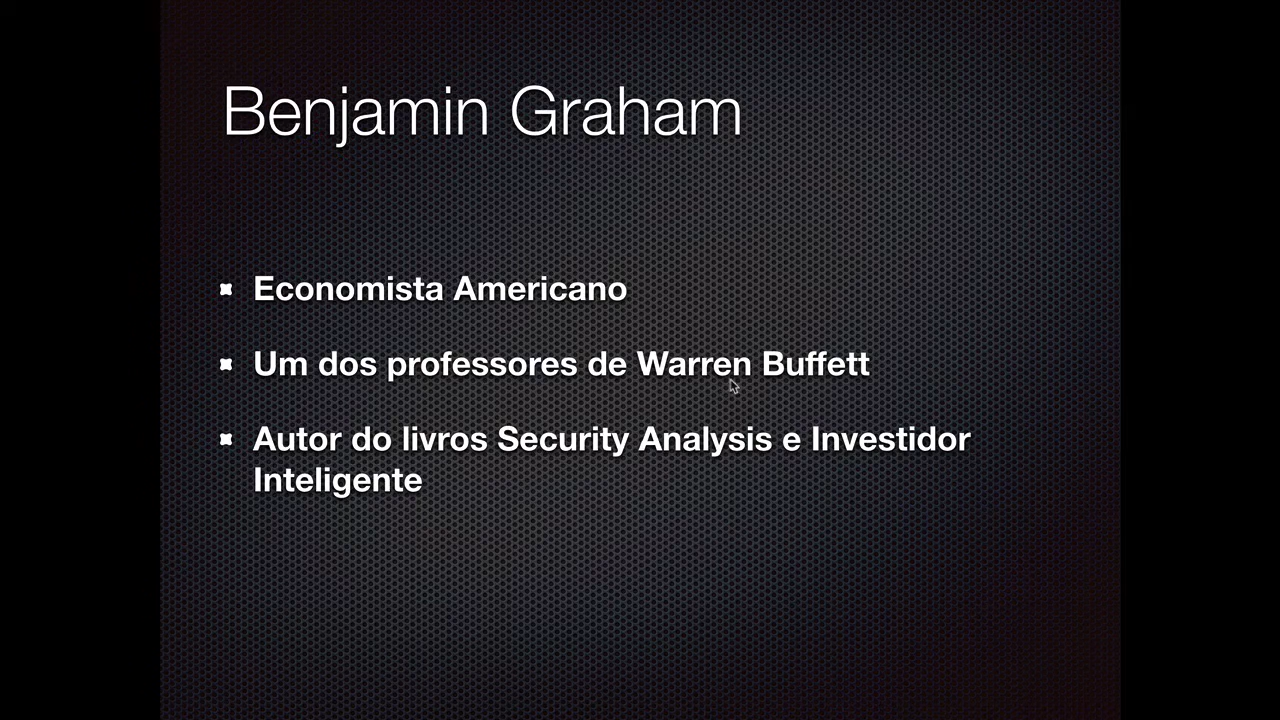 Benjamin Graham
Economista Americano
Um dos professores de Warren Buffett
Autor do livros Security Analysis e Investidor
Inteligente